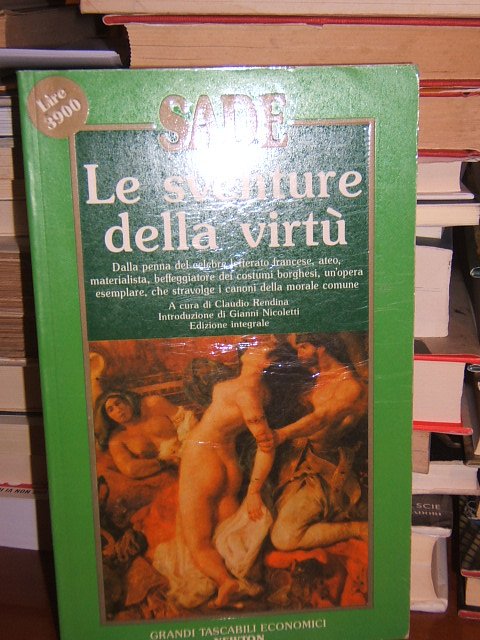 Lire
3900
SADE
Le sventure
della virtù
Dalla penna del celebre letterato francese, ateo,
materialista, beffeggiatore dei costumi borghesi, un'opera
esemplare, che stravolge i canoni della morale comune
A cura di Claudio Rendina
Introduzione di Gianni Nicoletti
Edizione integrale
GRANDI TASCABILI ECONOMICI
NEWTON